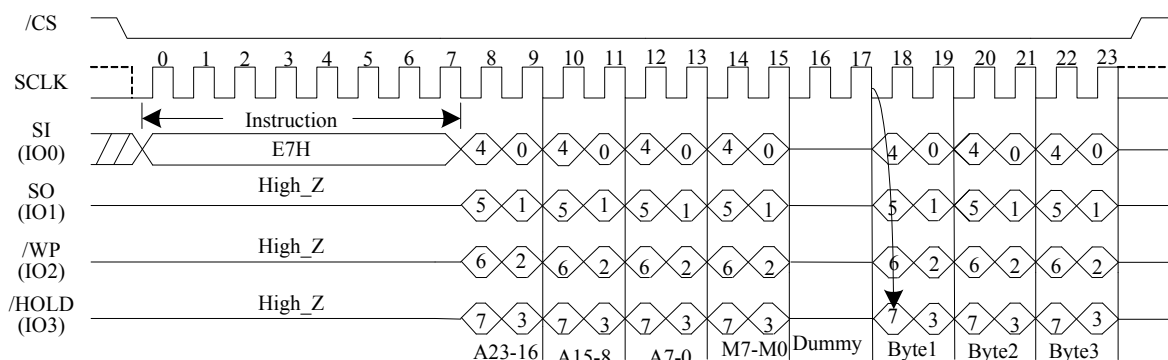 /CS
0 1 2 3 4 5 6 7 8 9 10 11 12 13 14 15 16 17 18 19 20 21 22 23
SCLK
Instruction
SI
(IO0)
E7H
4 0 4 0 4 0 4 0 4 0 4 0 4 0
SO
(IO1)
High_Z
5 1 5 1 5 1 5 1 5 1 5 1 5 1
/WP
(IO2)
High_Z
6 2 6 2 6 2 6 2 6 2 6 2 6 2
/HOLD
(IO3)
High_Z
7 3 7 3 7 3 7 3 7 3 7 3 7 3
A23-16 A15-8 A7-0 M7-M0 Dummy Byte1 Byte2 Byte3